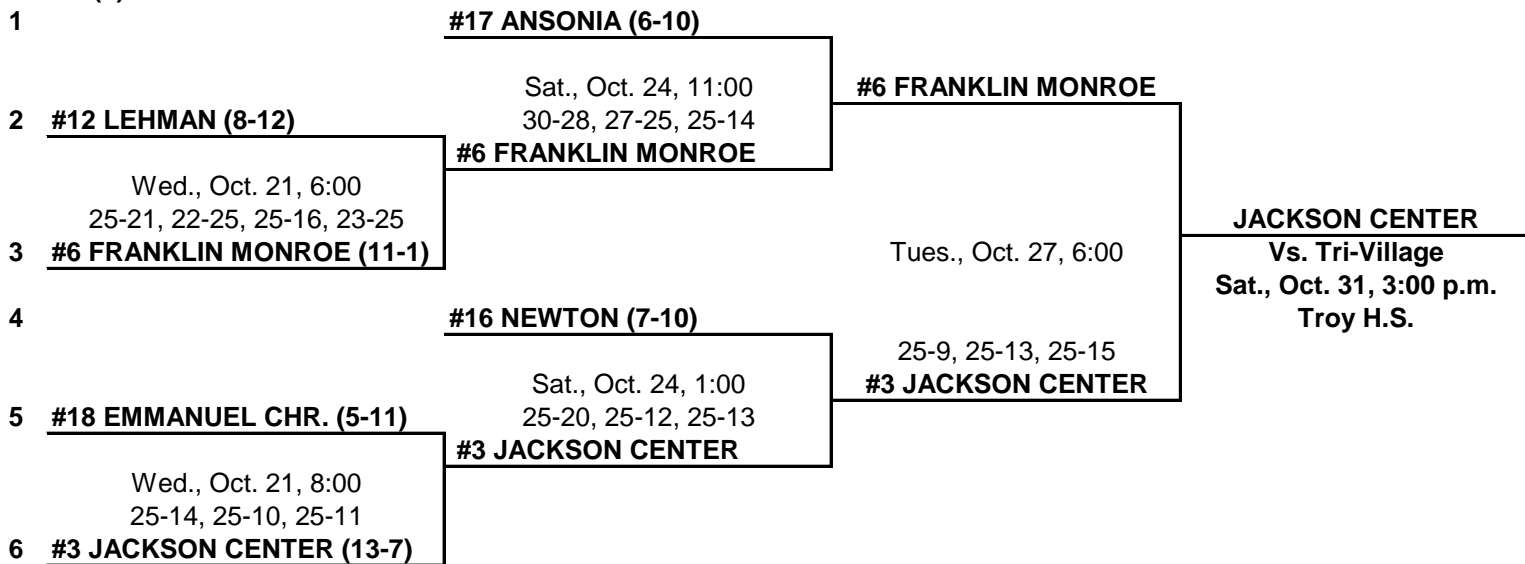 1 #17 ANSONIA (6-10)
Sat., Oct. 24, 11:00 #6 FRANKLIN MONROE
2 #12 LEHMAN (8-12) 30-28, 27-25, 25-14
#6 FRANKLIN MONROE
Wed., Oct. 21, 6:00
25-21, 22-25, 25-16, 23-25 JACKSON CENTER
3 #6 FRANKLIN MONROE (11-1) Tues., Oct. 27, 6:00 Vs. Tri-Village
Sat., Oct. 31, 3:00 p.m.
4 #16 NEWTON (7-10) Troy H.S.
25-9, 25-13, 25-15
Sat., Oct. 24, 1:00 #3 JACKSON CENTER
5 #18 EMMANUEL CHR. (5-11) 25-20, 25-12, 25-13
#3 JACKSON CENTER
Wed., Oct. 21, 8:00
25-14, 25-10, 25-11
6 #3 JACKSON CENTER (13-7)